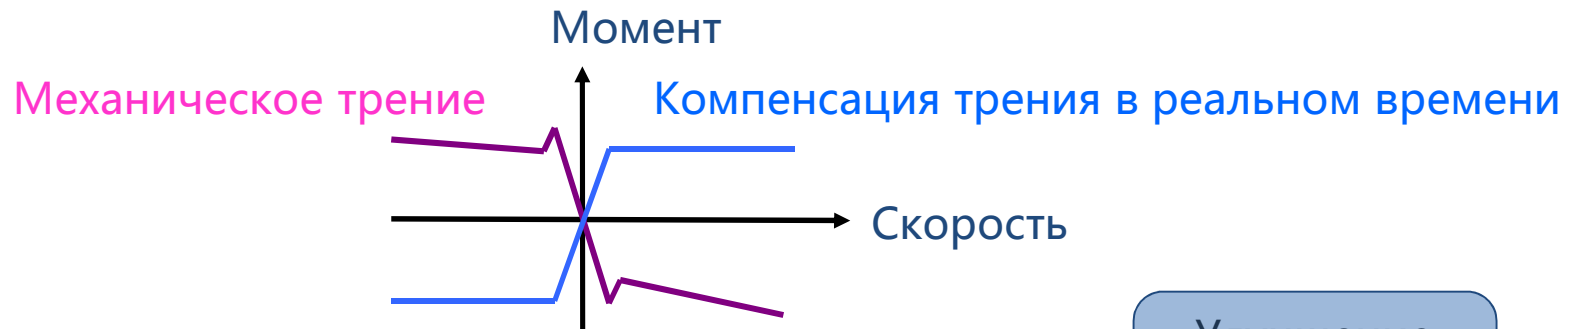 Момент
Механическое трение
Компенсация трения в реальном времени
Скорость